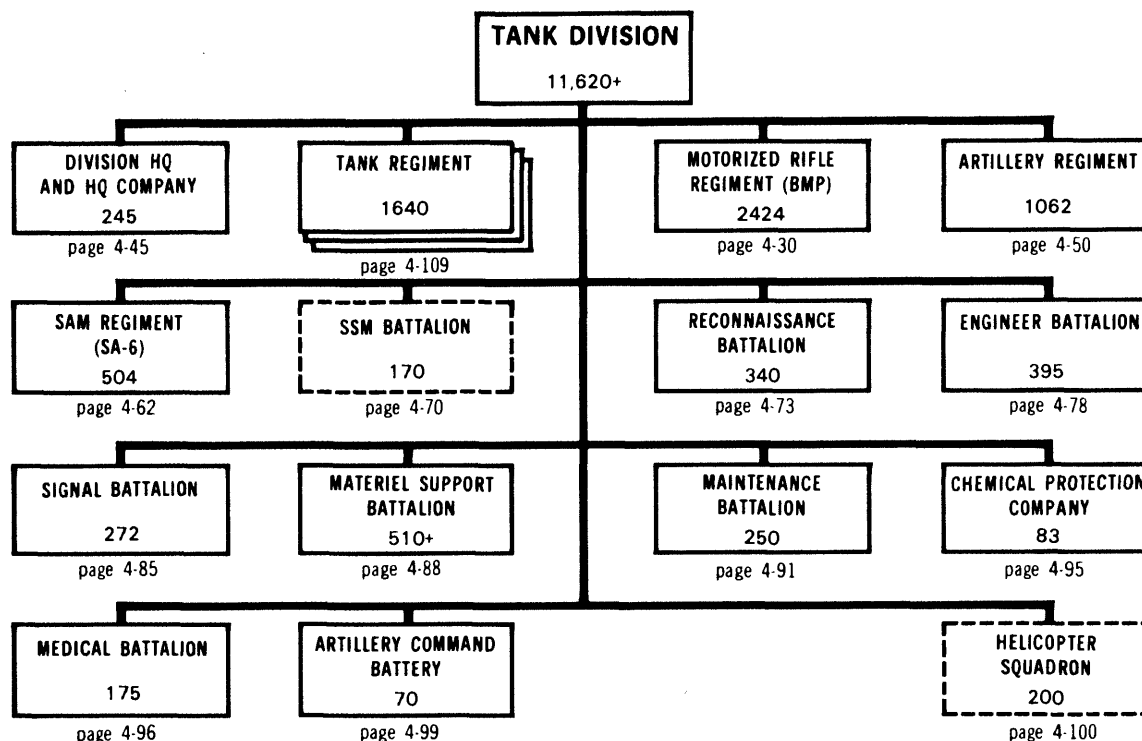 TANK DIVISION
11,620+
DIVISION HQ
AND HQ COMPANY
245
page 4-45
TANK REGIMENT
1640
page 4-109
MOTORIZED RIFLE
REGIMENT (BMP)
2424
page 4-30
ARTILLERY REGIMENT
1062
page 4-50
SAM REGIMENT
(SA-6)
504
page 4-62
SSM BATTALION
170
page 4-70
RECONNAISSANCE
BATTALION
340
page 4-73
ENGINEER BATTALION
395
page 4-78
SIGNAL BATTALION
272
page 4-85
MATERIEL SUPPORT
BATTALION
510+
page 4-88
MAINTENANCE
BATTALION
250
page 4-91
CHEMICAL PROTECTION
COMPANY
83
page 4-95
MEDICAL BATTALION
175
page 4-96
ARTILLERY COMMAND
BATTERY
70
page 4-99
HELICOPTER
SQUADRON
200
page 4-100